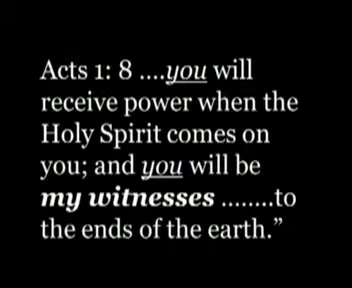 Acts 1: 8 ....you will
receive power when the
Holy Spirit comes on
you; and you will be
my witnesses ........to
the ends of the earth.”